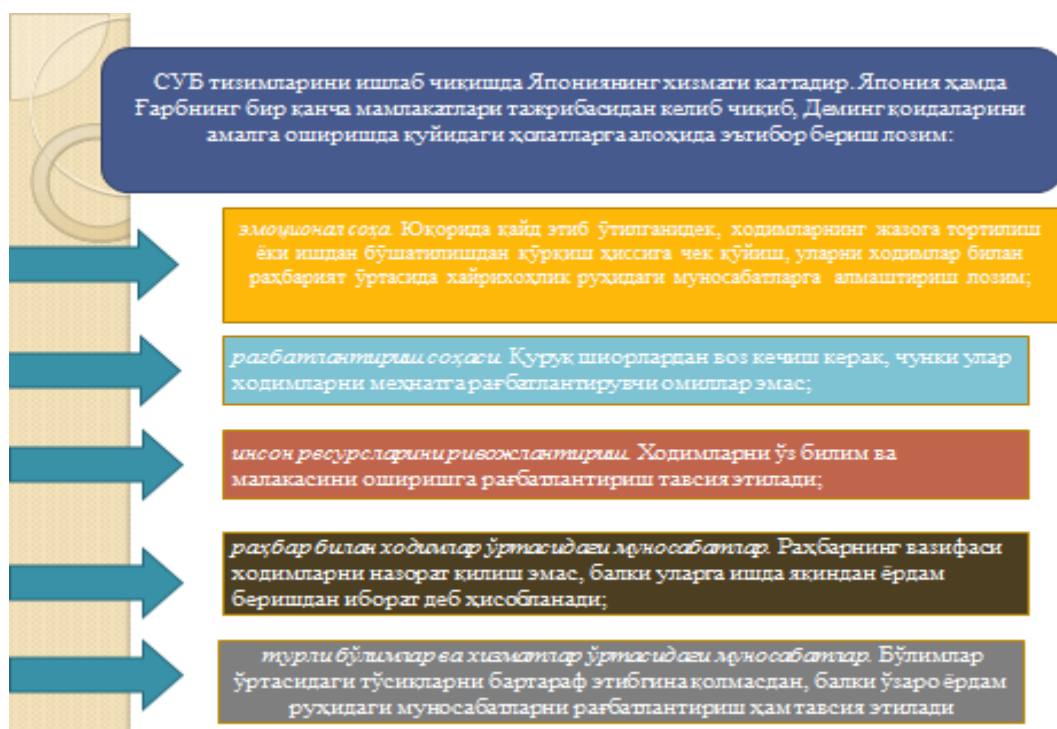 СУБ тизимларини ишлаб чиқишда Япониянинг хизмати каттадир. Япония ҳамда
Ғарбнинг бир қанча мамлакатлари тажрибасидан келиб чиқиб, Деминг қоидаларини
амалга оширишда қуйидаги ҳолатларга алоҳида эътибор бериш лозим:
эмоционал соҳа. Юқорида қайд этиб ўтилганидек, ходимларнинг жазога тортилиш
ёки ишдан бўшатилишдан қўрқиш ҳиссига чек қўйиш, уларни ходимлар билан
раҳбарият ўртасида хайрихоҳлик руҳидаги муносабатларга алмаштириш лозим;
рағбатлантириш соҳаси. Қуруқ шиорлардан воз кечиш керак, чунки улар
ходимларни меҳнатга рағбатлантирувчи омиллар эмас;
инсон ресурсларини ривожлантириш. Ходимларни ўз билим ва
малакасини оширишга рағбатлантириш тавсия этилади;
раҳбар билан ходимлар ўртасидаги муносабатлар. Раҳбарнинг вазифаси
ходимларни назорат қилиш эмас, балки уларга ишда яқиндан ёрдам
беришдан иборат деб ҳисобланади;
турли бўлимлар ва хизматлар ўртасидаги муносабатлар. Бўлимлар
ўртасидаги тўсиқларни бартараф этибгина қолмасдан, балки ўзаро ёрдам
руҳидаги муносабатларни рағбатлантириш ҳам тавсия этилади